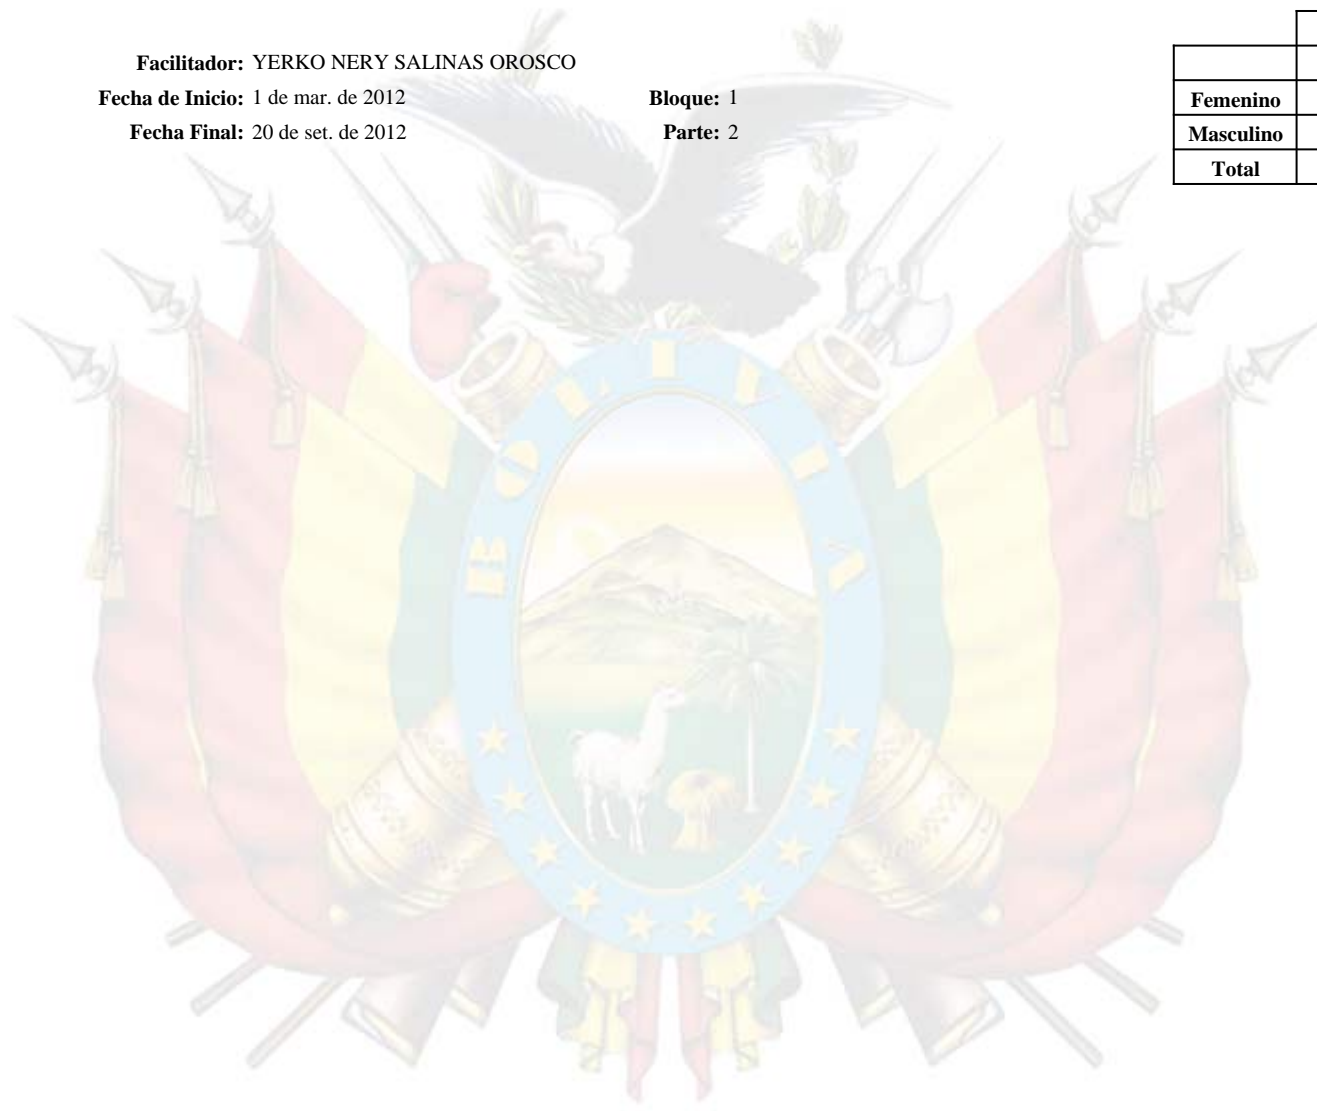 Facilitador: YERKO NERY SALINAS OROSCO
Fecha de Inicio: 1 de mar. de 2012 Bloque: 1
Fecha Final: 20 de set. de 2012 Parte: 2
Femenino
Masculino
Total
BOLIVIA